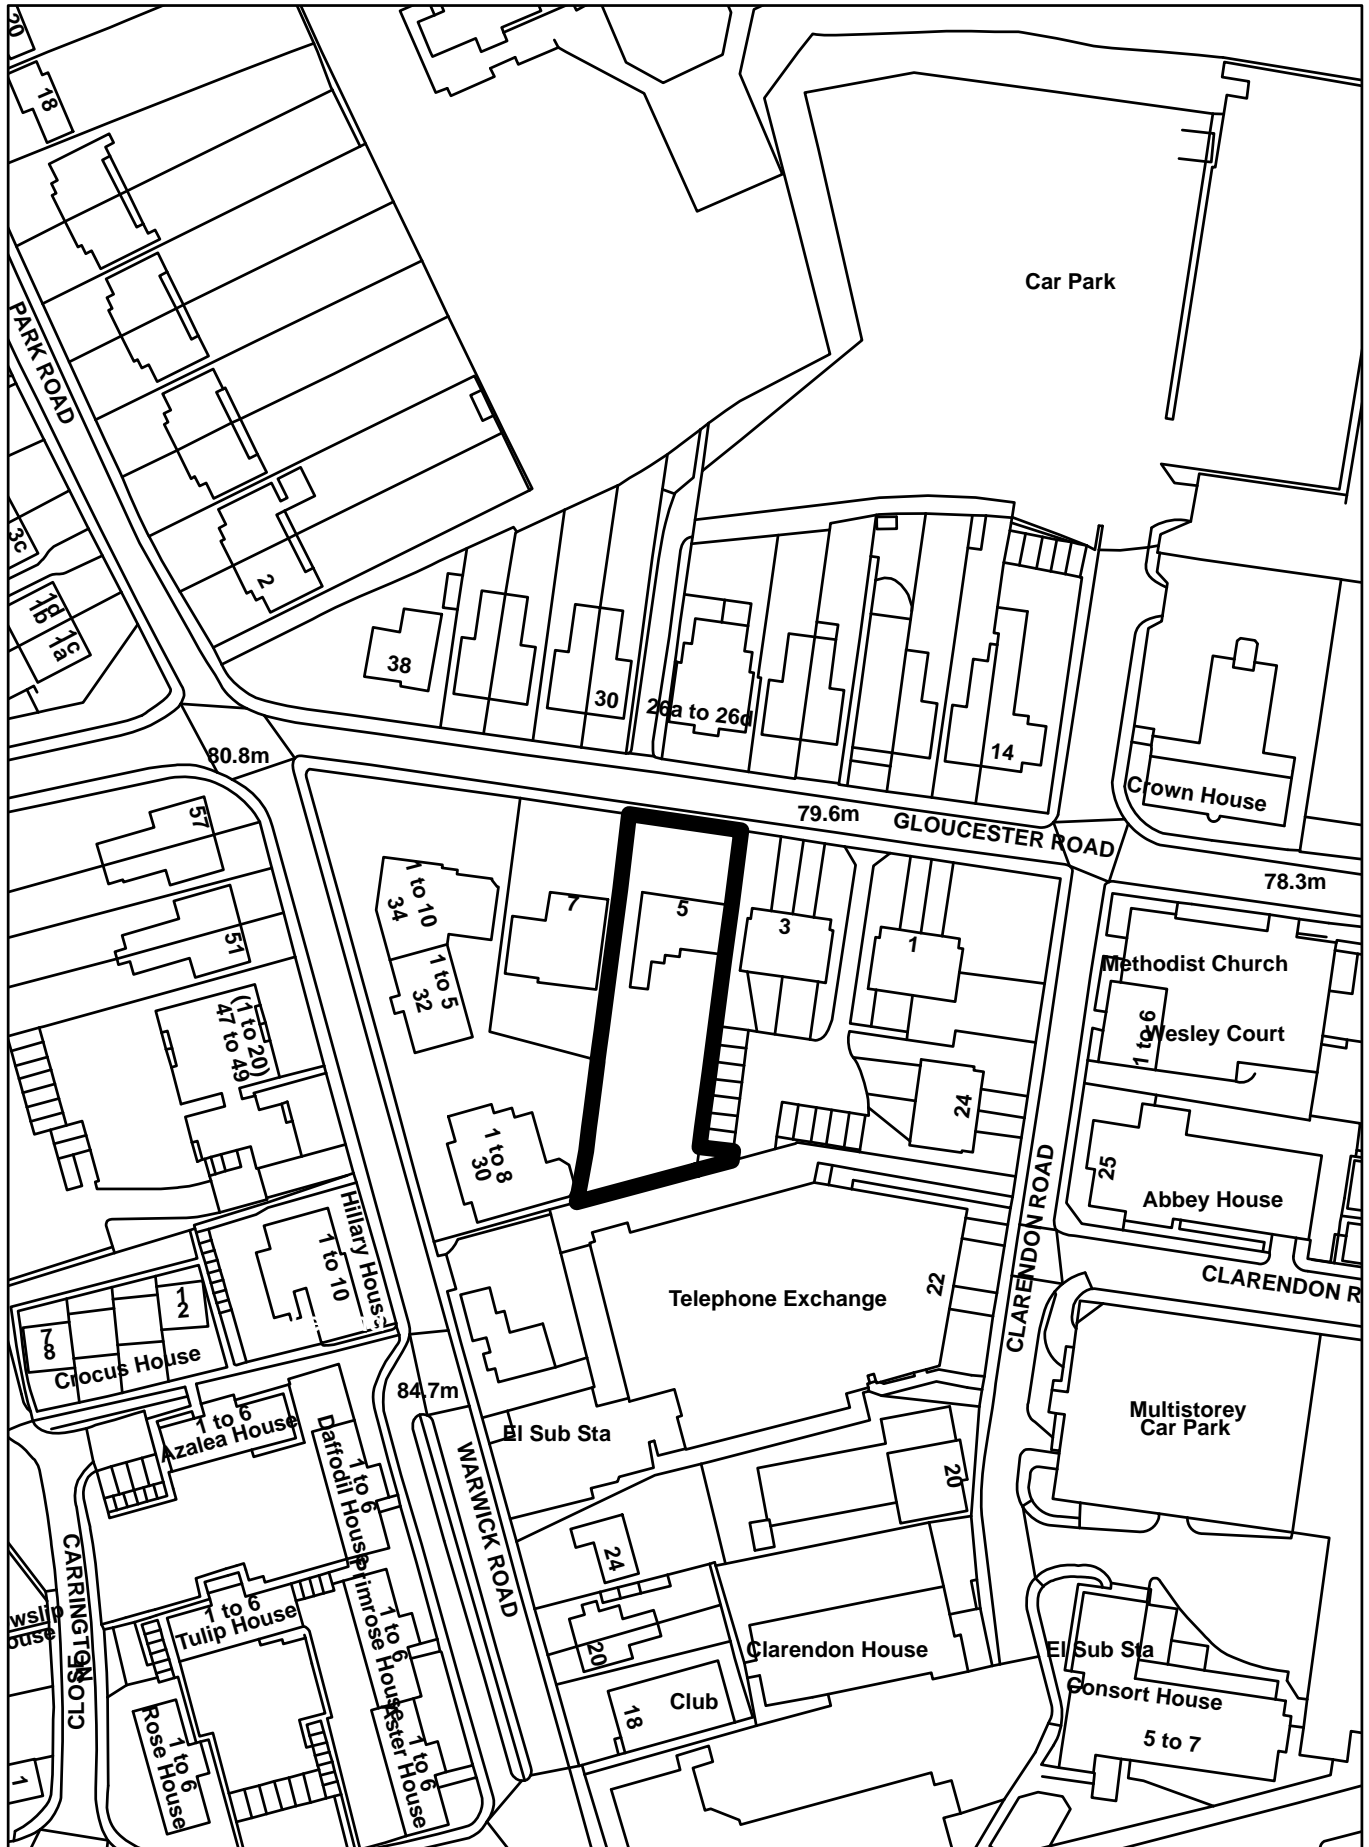 20
18
Car Park
PARK ROAD
3c
2
1d
1b
1c
1a
38
30
26a to 26d
14
80.8m
Crown House
79.6m
GLOUCESTER ROAD
57
78.3m
1 to 10
34
7
5
3
1
51
Methodist Church
1 to 5
32
(1 to 20)
47 to 49
1 to 6
Wesley Court
24
1 to 8
30
25
Abbey House
Hillary House
1 to 10
CLARENDON ROAD
CLARENDON R
22
Telephone Exchange
1
2
7
8
Crocus House
84.7m
1 to 6
Azalea House
El Sub Sta
Multistorey
Car Park
1 to 6
Daffodil House
WARWICK ROAD
20
24
CARRINGTON
CLOSE
wslip
ouse
1 to 6
Tulip House
1 to 6
Primrose House
20
Clarendon House
El Sub Sta
Consort House
5 to 7
18
Club
1 to 6
Rose House
1 to 6
Aster House
1